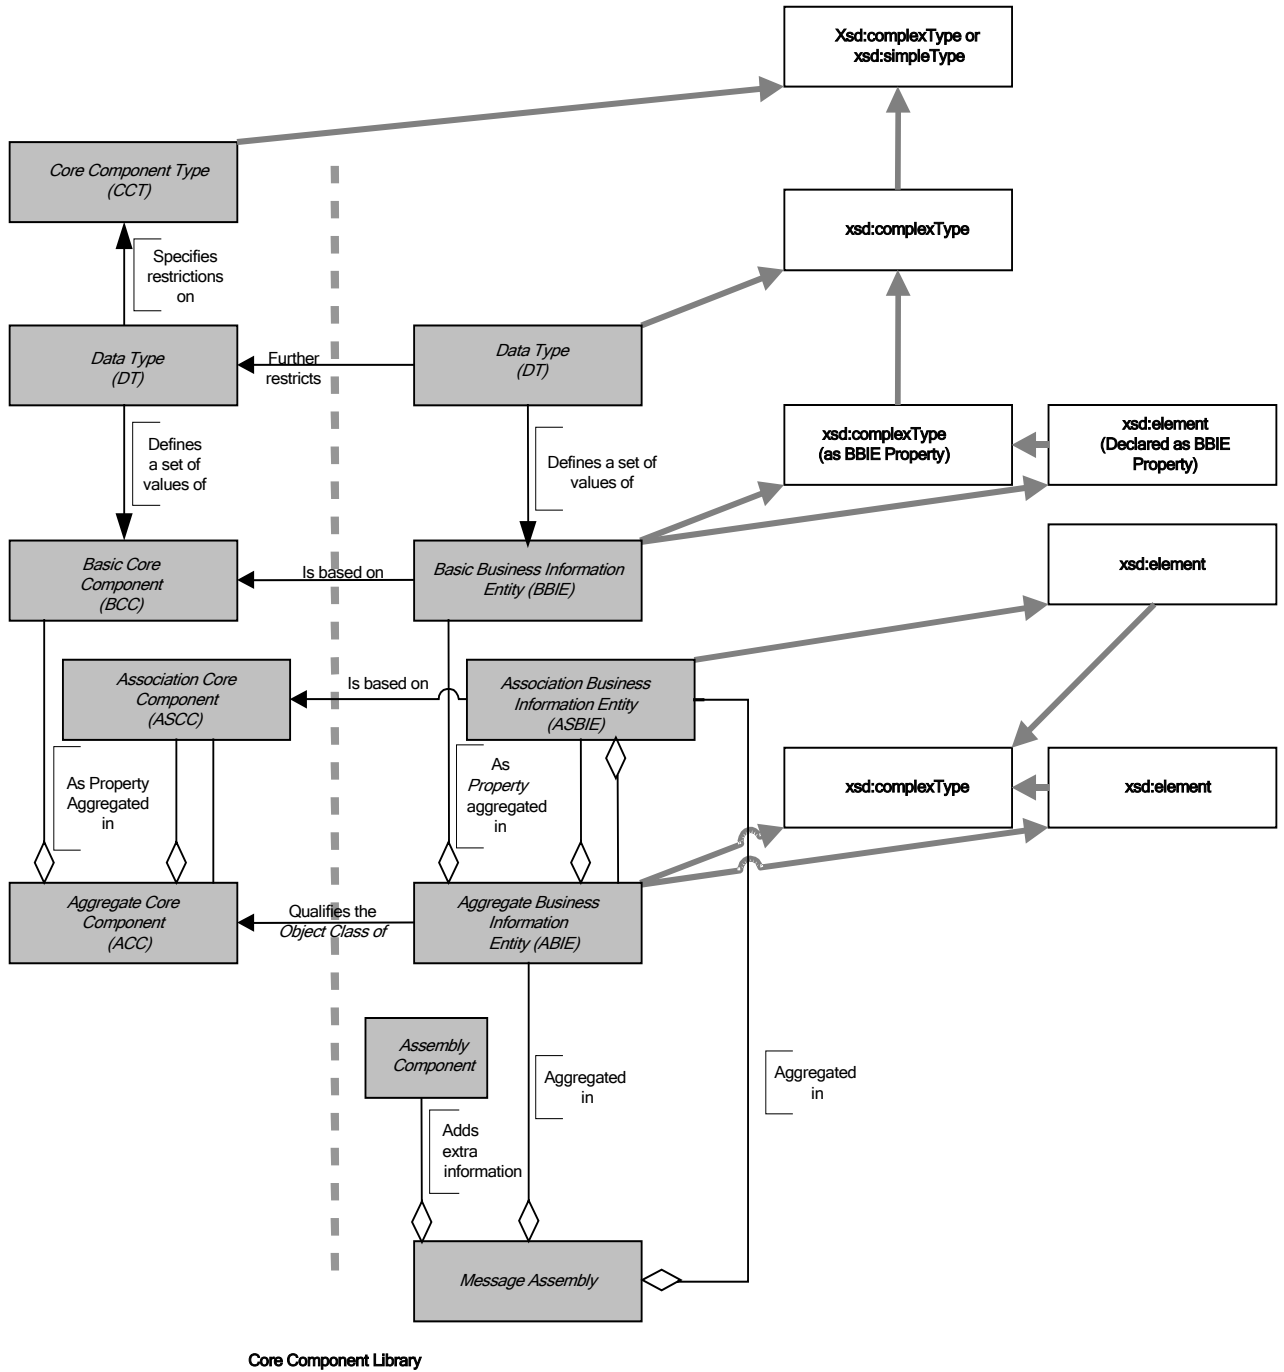 Xsd:complexType or
xsd:simpleType
Core Component Type
(CCT)
xsd:complexType
Specifies
restrictions
on
Data Type
(DT)
Further
restricts
Data Type
(DT)
Defines
a set of
values of
Defines a set of
values of
xsd:complexType
(as BBIE Property)
xsd:element
(Declared as BBIE
Property)
Basic Core
Component
(BCC)
Is based on
Basic Business Information
Entity (BBIE)
xsd:element
Association Core
Component
(ASCC)
Is based on
Association Business
Information Entity
(ASBIE)
As Property
Aggregated
in
As
Property
aggregated
in
xsd:complexType
xsd:element
Aggregate Core
Component
(ACC)
Qualifies the
Object Class of
Aggregate Business
Information
Entity (ABIE)
Assembly
Component
Aggregated
in
Aggregated
in
Adds
extra
information
Message Assembly
Core Component Library